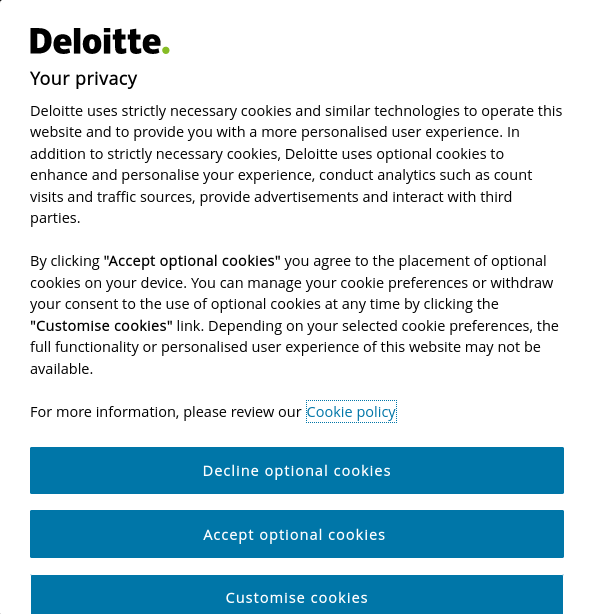 Deloitte.
Your privacy
Deloitte uses strictly necessary cookies and similar technologies to operate this
website and to provide you with a more personalised user experience. In
addition to strictly necessary cookies, Deloitte uses optional cookies to
enhance and personalise your experience, conduct analytics such as count
visits and traffic sources, provide advertisements and interact with third
parties.
By clicking "Accept optional cookies" you agree to the placement of optional
cookies on your device. You can manage your cookie preferences or withdraw
your consent to the use of optional cookies at any time by clicking the
"Customise cookies" link. Depending on your selected cookie preferences, the
full functionality or personalised user experience of this website may not be
available.
For more information, please review our Cookie policy
Decline optional cookies
Accept optional cookies
Customise cookies